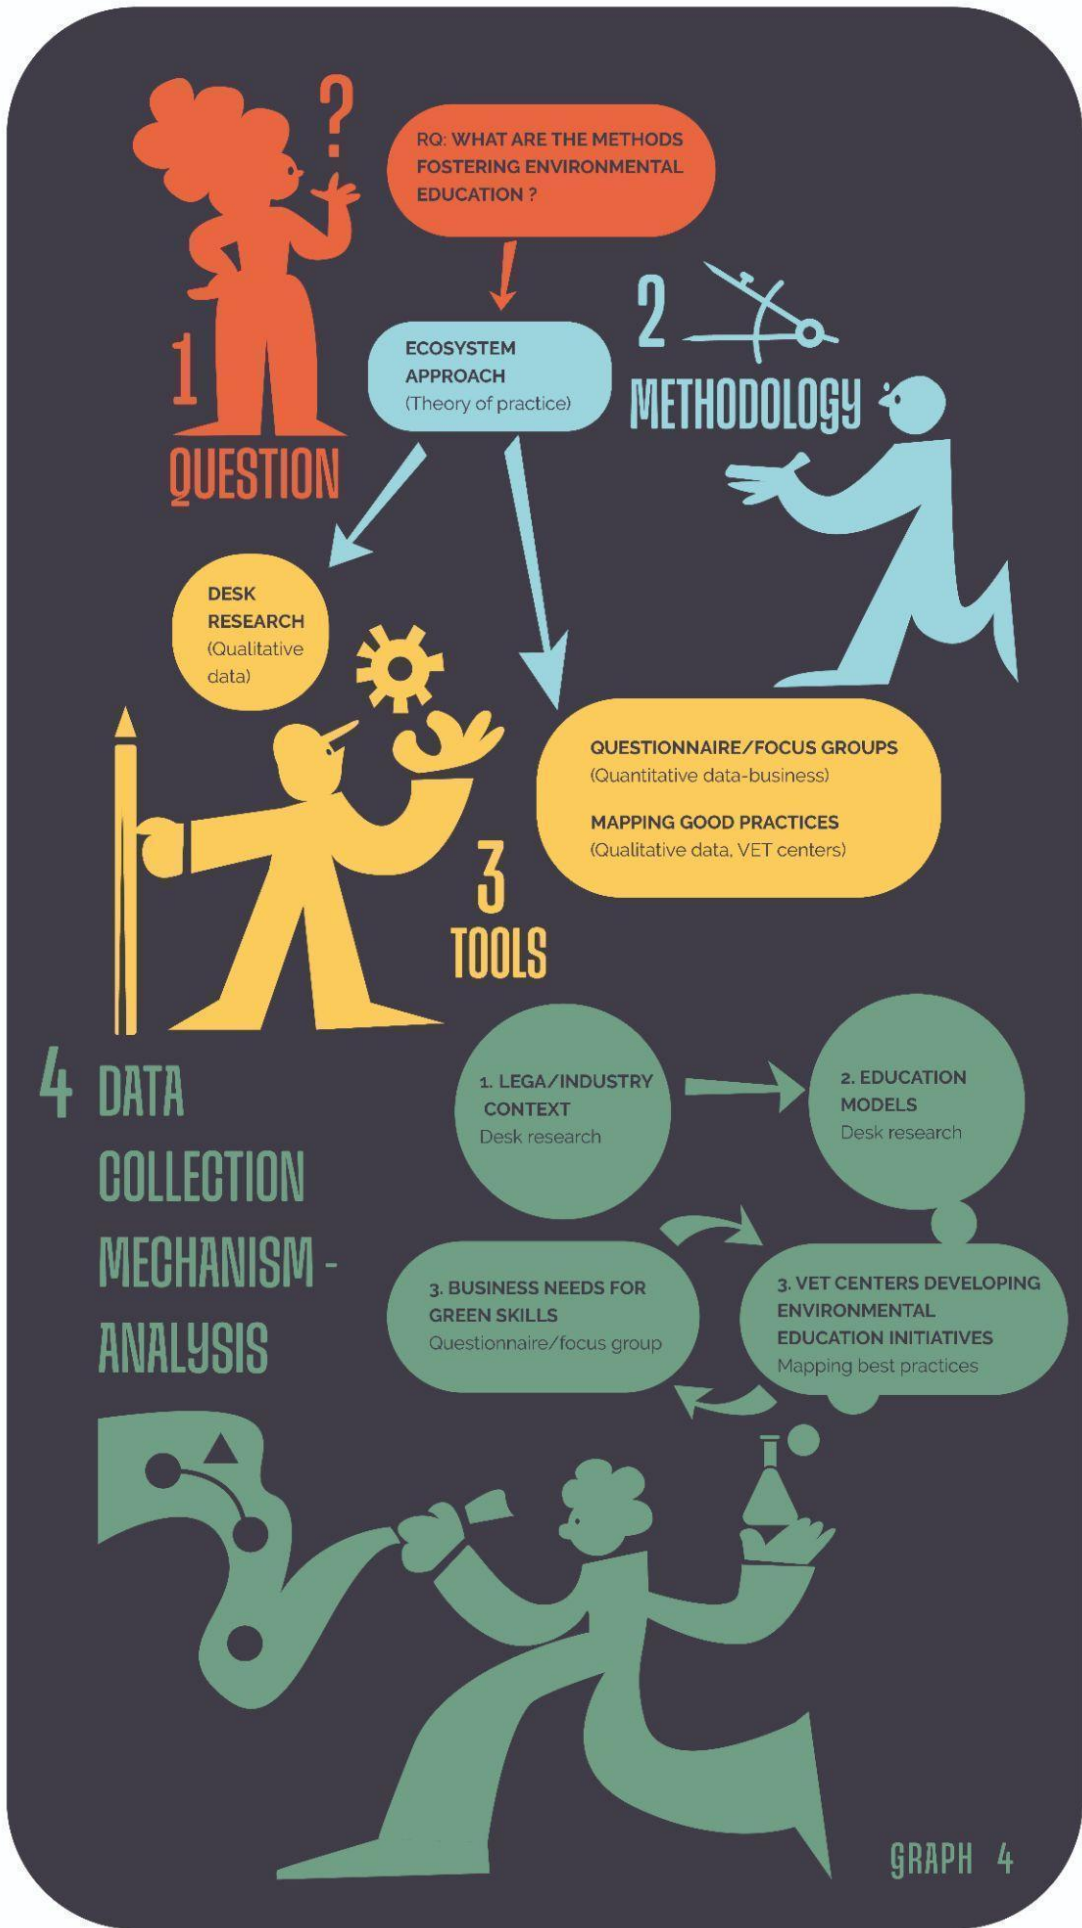 ?
RQ: WHAT ARE THE METHODS
FOSTERING ENVIRONMENTAL
EDUCATION ?
1
QUESTION
2
METHODOLOGY
ECOSYSTEM
APPROACH
(Theory of practice)
DESK
RESEARCH
(Qualitative
data)
QUESTIONNAIRE/FOCUS GROUPS
(Quantitative data-business)
MAPPING GOOD PRACTICES
(Qualitative data, VET centers)
3
TOOLS
4 DATA
COLLECTION
MECHANISM -
ANALYSIS
1. LEGA/INDUSTRY
CONTEXT
Desk research
2. EDUCATION
MODELS
Desk research
3. BUSINESS NEEDS FOR
GREEN SKILLS
Questionnaire/focus group
3. VET CENTERS DEVELOPING
ENVIRONMENTAL
EDUCATION INITIATIVES
Mapping best practices
GRAPH 4